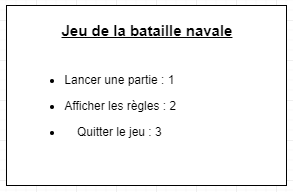 Jeu de la bataille navale
• Lancer une partie : 1
• Afficher les règles : 2
• Quitter le jeu : 3